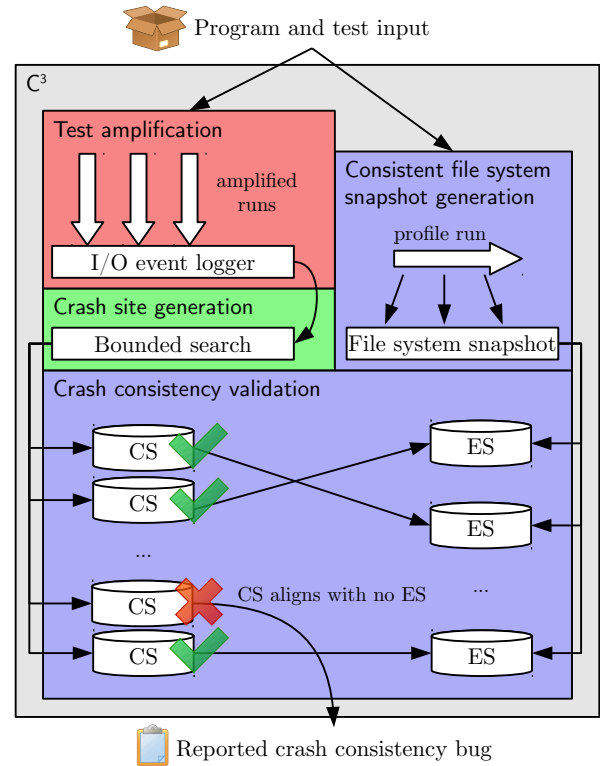 Program and test input
C³
Test amplification
amplified
runs
I/O event logger
Consistent file system
snapshot generation
profile run
Crash site generation
Bounded search
File system snapshot
Crash consistency validation
CS
ES
CS
ES
...
...
CS
CS aligns with no ES
CS
ES
Reported crash consistency bug